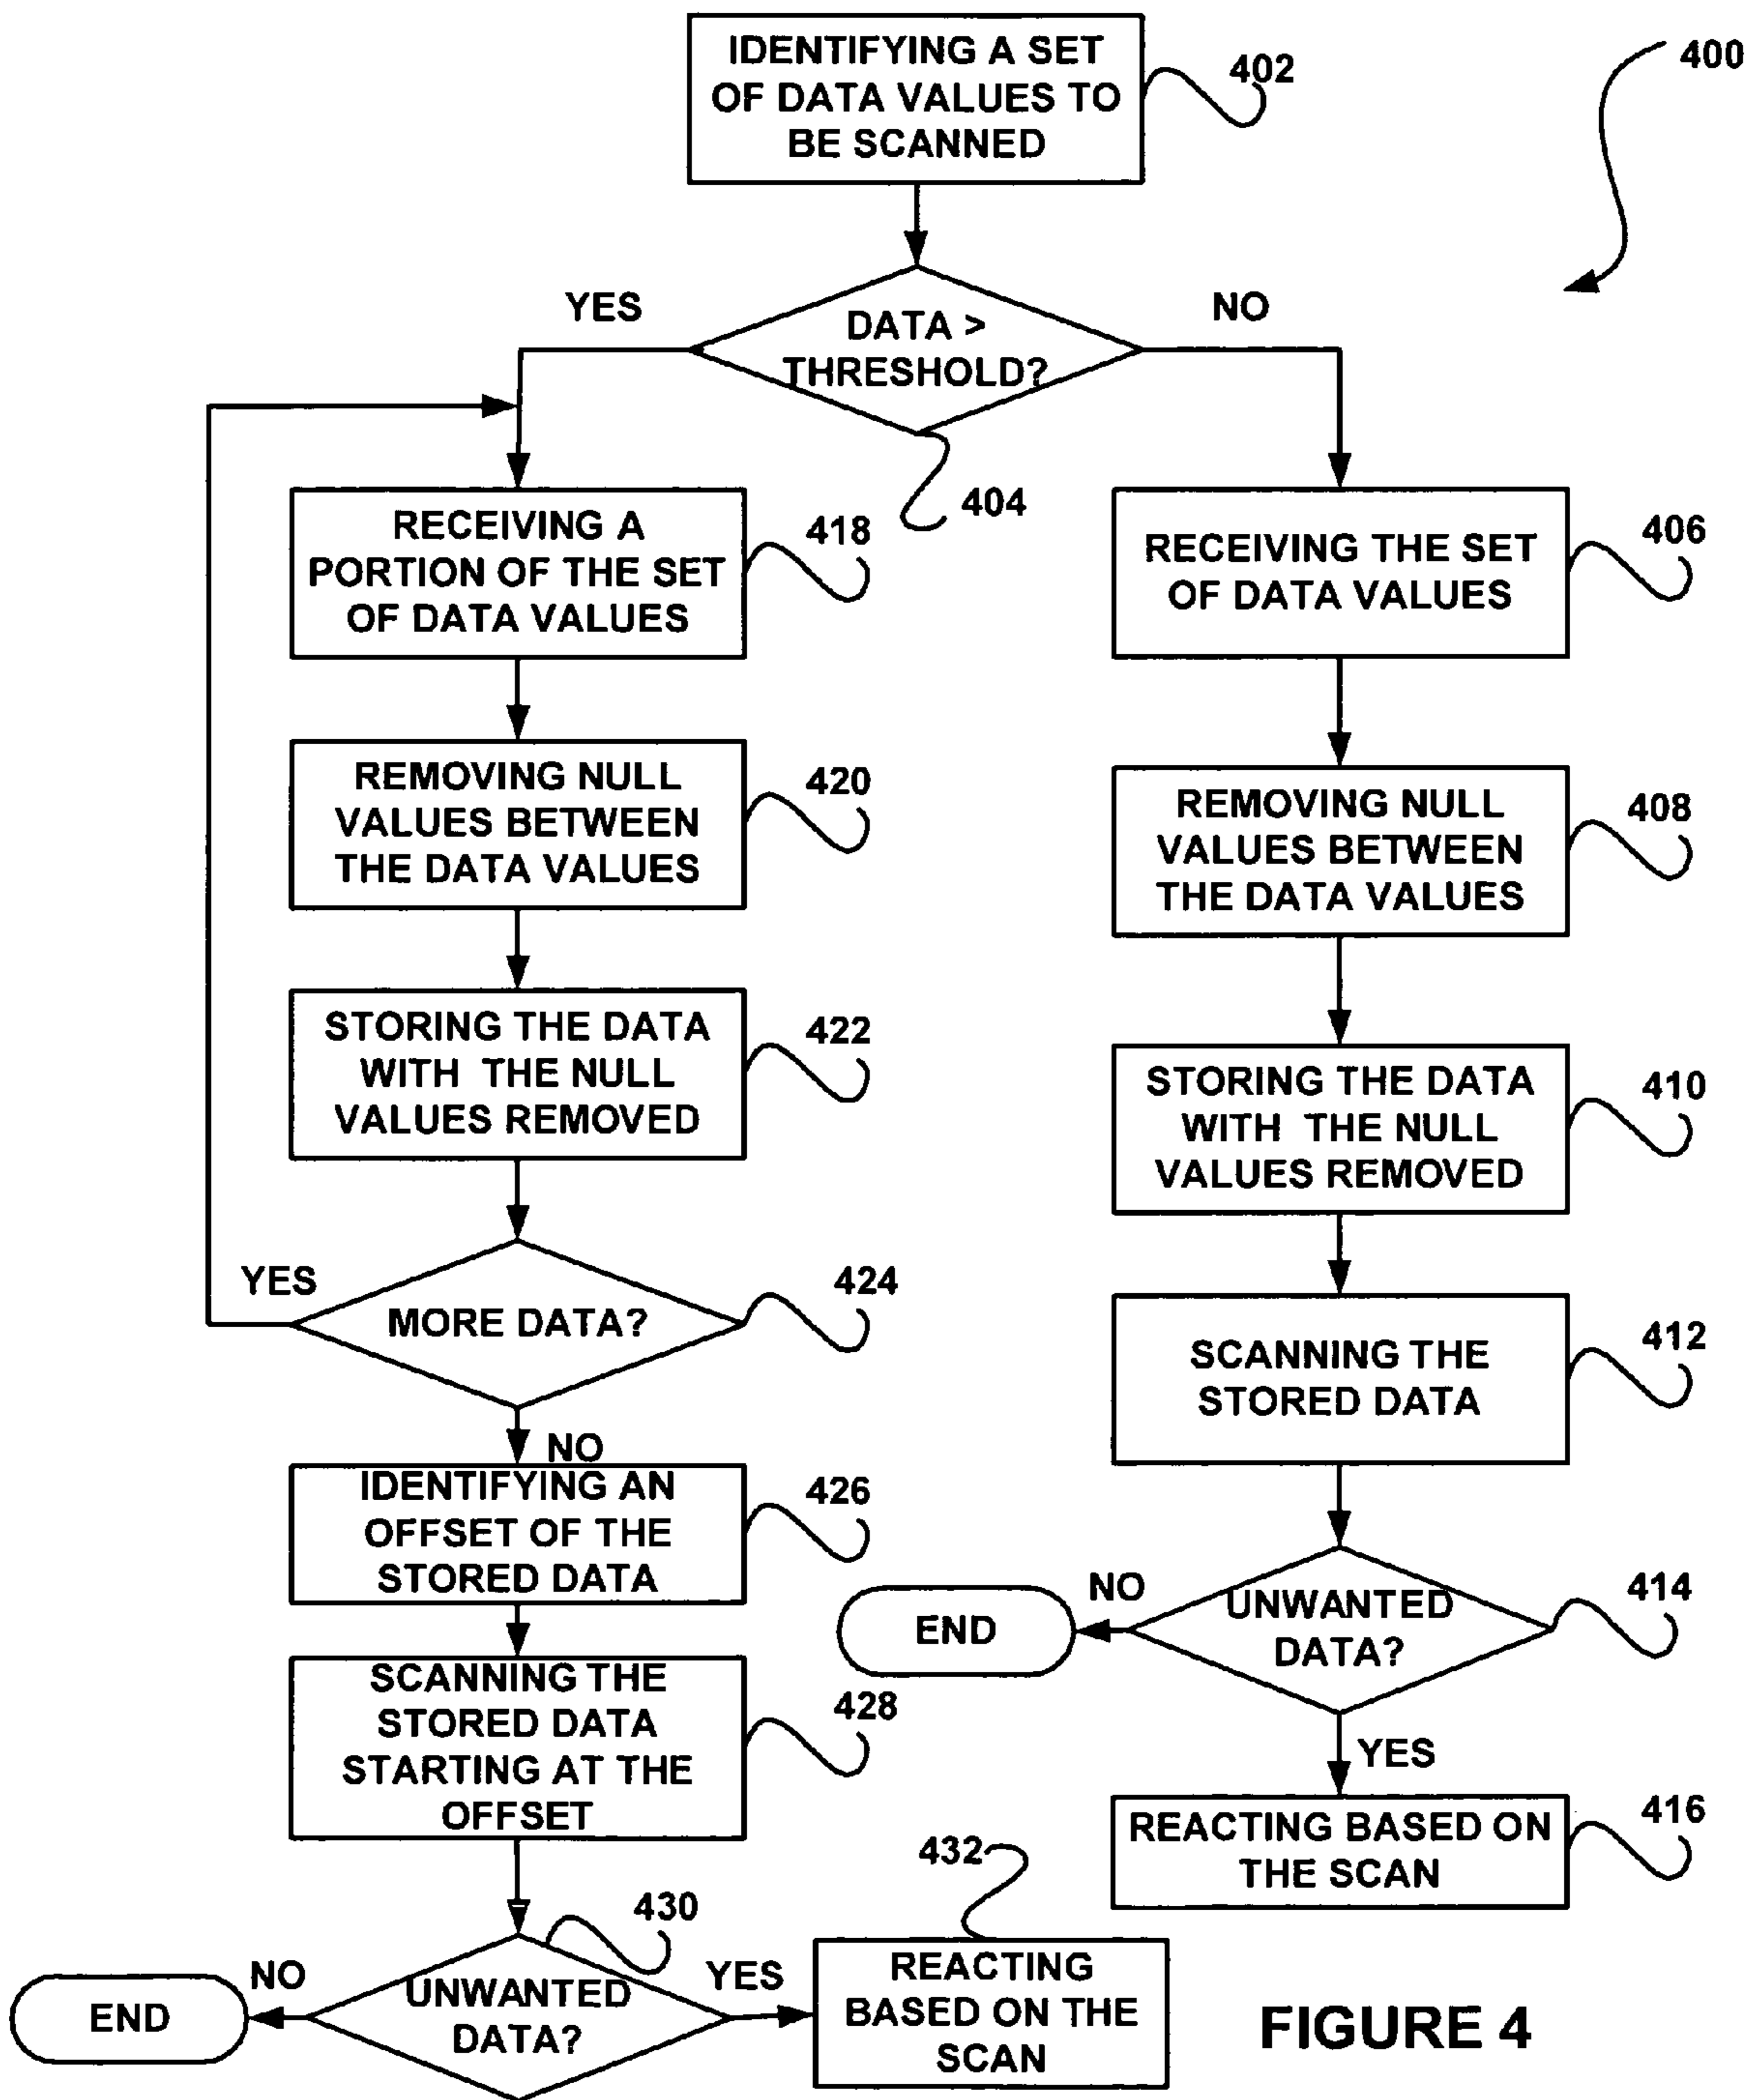 IDENTIFYING A SET
OF DATA VALUES TO
BE SCANNED
402
400
YES
DATA >
THRESHOLD?
NO
404
RECEIVING A
PORTION OF THE SET
OF DATA VALUES
418
RECEIVING THE SET
OF DATA VALUES
406
REMOVING NULL
VALUES BETWEEN
THE DATA VALUES
420
REMOVING NULL
VALUES BETWEEN
THE DATA VALUES
408
STORING THE DATA
WITH THE NULL
VALUES REMOVED
422
STORING THE DATA
WITH THE NULL
VALUES REMOVED
410
YES
MORE DATA?
424
NO
SCANNING THE
STORED DATA
412
IDENTIFYING AN
OFFSET OF THE
STORED DATA
426
END
NO
UNWANTED
DATA?
414
YES
SCANNING THE
STORED DATA
STARTING AT THE
OFFSET
428
REACTING BASED ON
THE SCAN
416
END
NO
UNWANTED
DATA?
430
YES
432
REACTING
BASED ON THE
SCAN
FIGURE 4